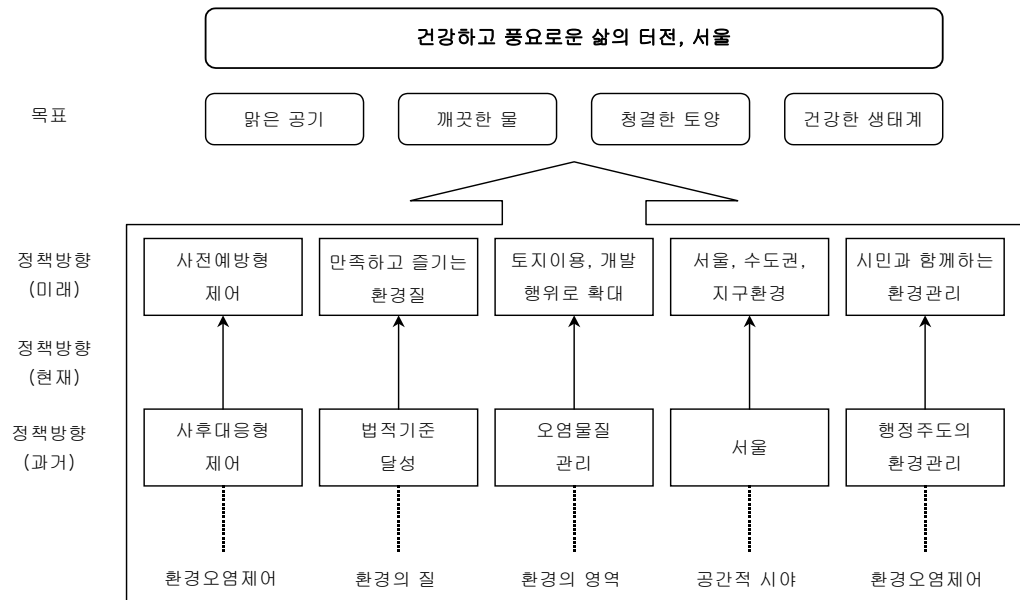 건강하고 풍요로운 삶의 터전, 서울
목표
맑은 공기
깨끗한 물
청결한 토양
건강한 생태계
정책방향
(미래)
사전예방형
제어
만족하고 즐기는
환경질
토지이용, 개발
행위로 확대
서울, 수도권,
지구환경
시민과 함께하는
환경관리
정책방향
(현재)
정책방향
(과거)
사후대응형
제어
법적기준
달성
오염물질
관리
서울
행정주도의
환경관리
환경오염제어
환경의 질
환경의 영역
공간적 시야
환경오염제어